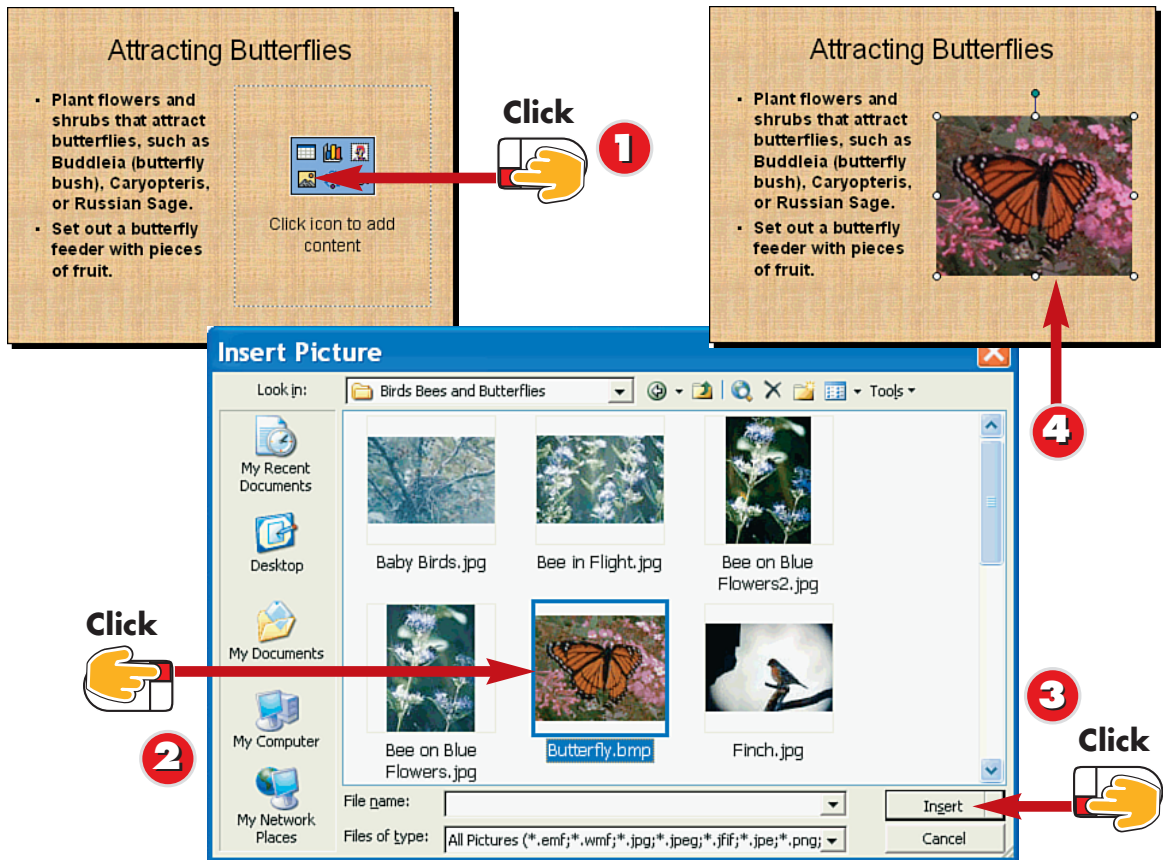 Attracting Butterflies
▪ Plant flowers and
shrubs that attract
butterflies, such as
Buddleia (butterfly
bush), Caryopteris,
or Russian Sage.
▪ Set out a butterfly
feeder with pieces
of fruit.
Click icon to add
content
Click
1
Attracting Butterflies
▪ Plant flowers and
shrubs that attract
butterflies, such as
Buddleia (butterfly
bush), Caryopteris,
or Russian Sage.
▪ Set out a butterfly
feeder with pieces
of fruit.
4
Insert Picture
Look in:
Birds Bees and Butterflies
Tools
My Recent
Documents
Desktop
My Documents
My Computer
My Network
Places
Baby Birds.jpg
Bee in Flight.jpg
Bee on Blue
Flowers2.jpg
Bee on Blue
Flowers.jpg
Butterfly.bmp
Finch.jpg
Click
2
3
Click
File name:
Insert
Files of type:
All Pictures (*.emf;*.wmf;*.jpg;*.jpeg;*.jfif;*.jpe;*.png;
Cancel